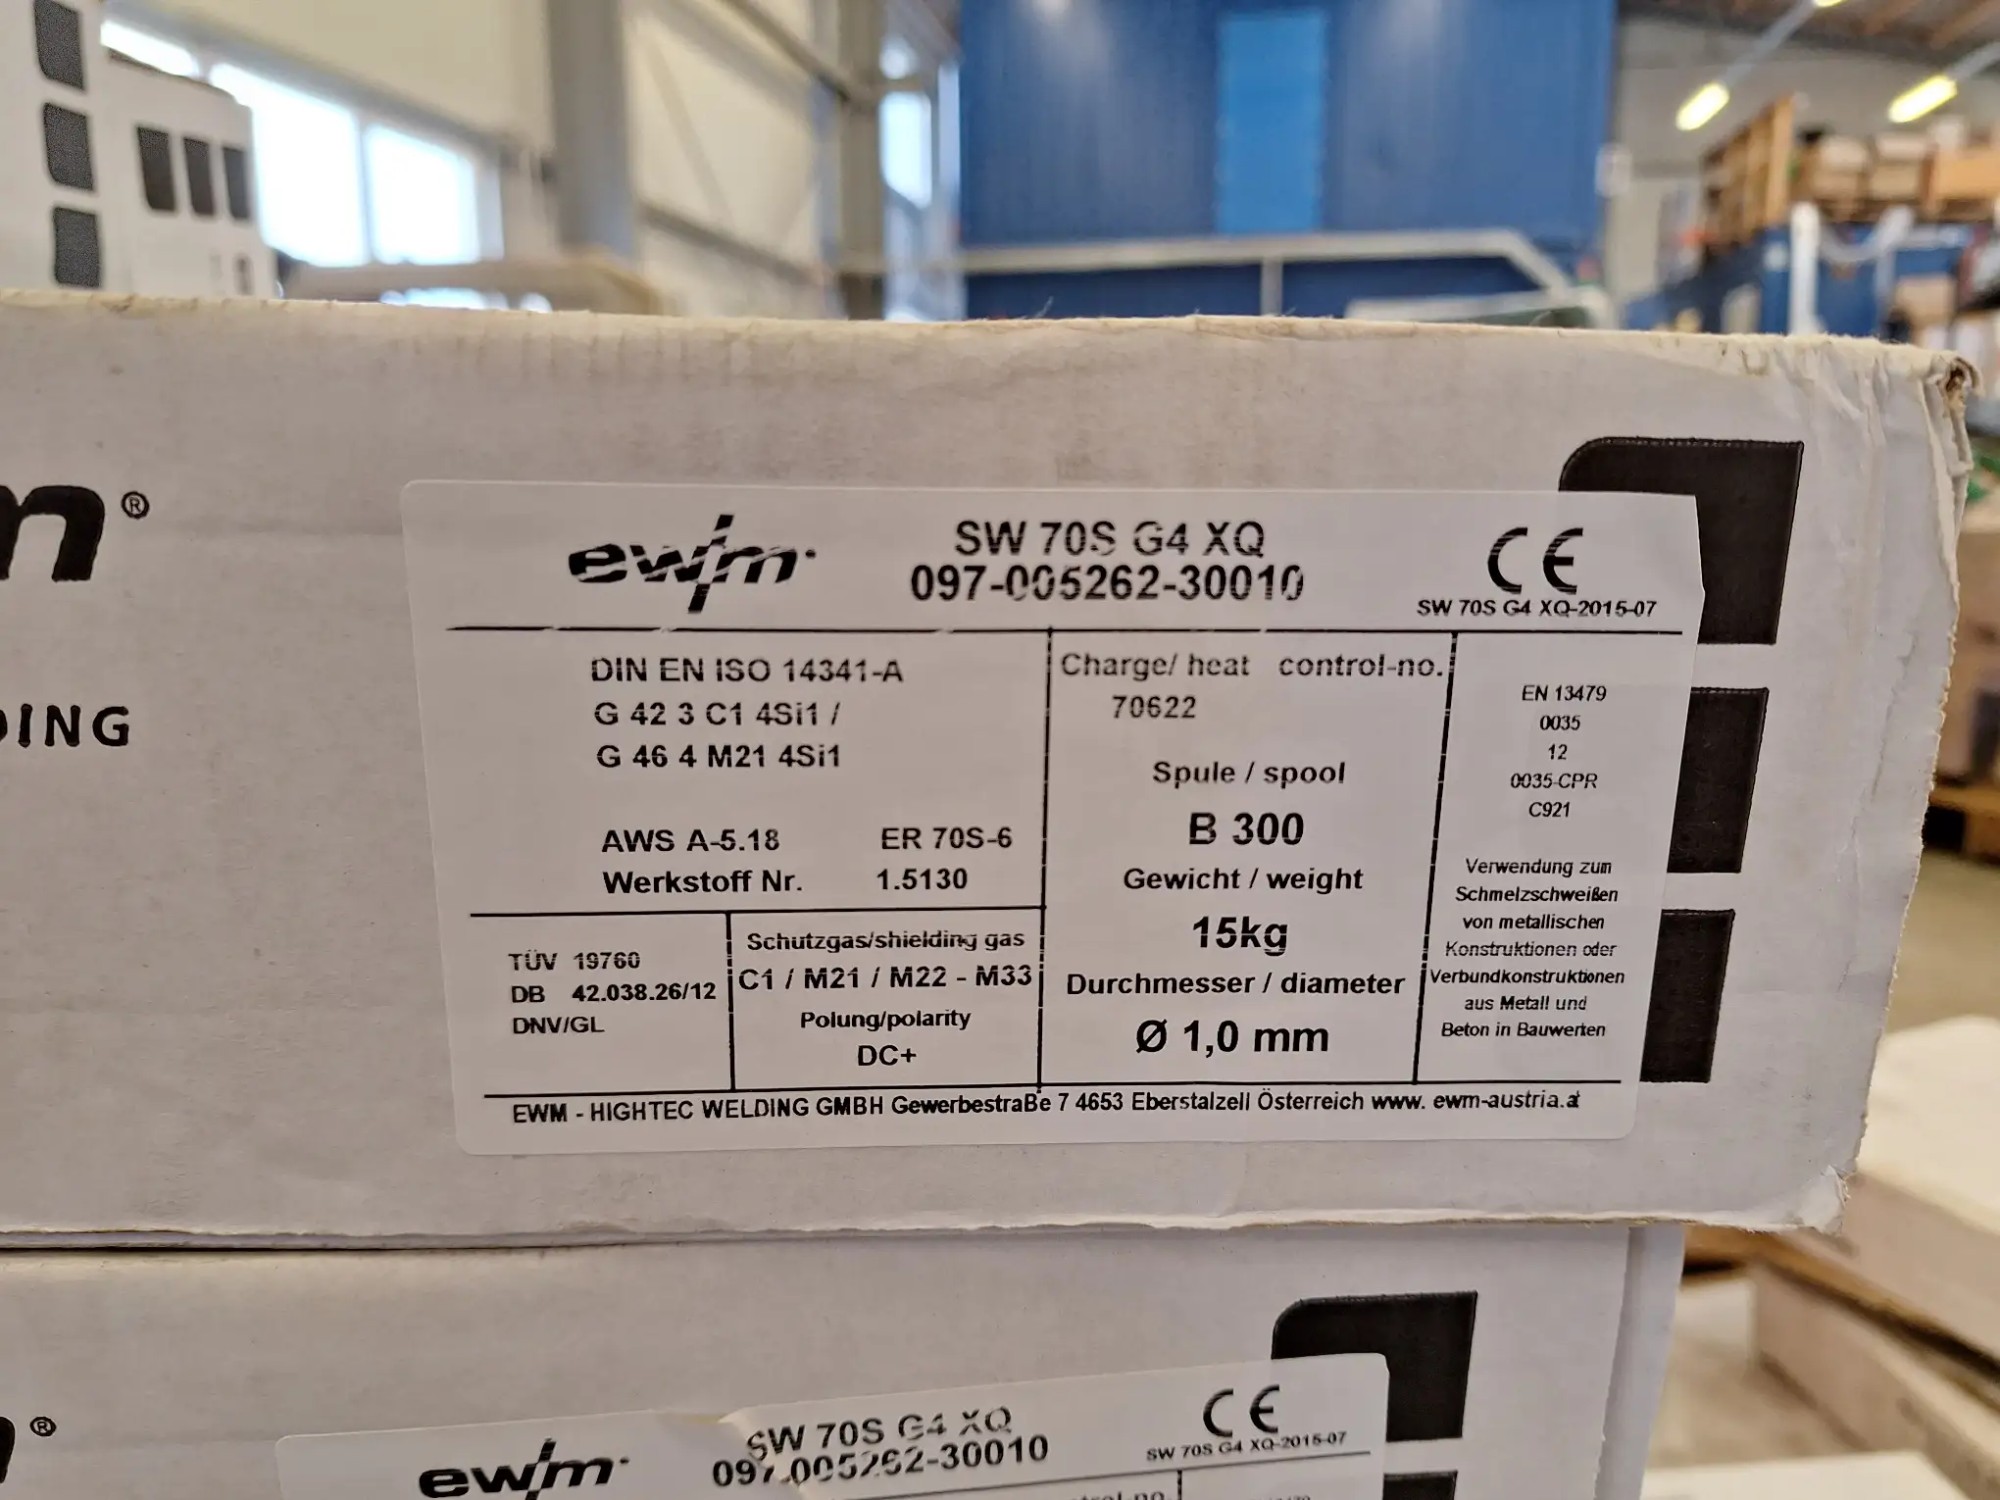 ®
ewm
SW 70S G4 XQ
097-005262-30010
CE
SW 70S G4 XQ-2015-07
DIN EN ISO 14341-A
G 42 3 C1 4Si1 /
G 46 4 M21 4Si1
AWS A-5.18 ER 70S-6
Werkstoff Nr. 1.5130
TÜV 19760
DB 42.038.26/12
DNV/GL
Schutzgas/shielding gas
C1 / M21 / M22 - M33
Polung/polarity
DC+
Charge/ heat control-no.
70622
Spule / spool
B 300
Gewicht / weight
15kg
Durchmesser / diameter
Ø 1,0 mm
EN 13479
0035
12
0035-CPR
C921
Verwendung zum
Schmelzschweißen
von metallischen
Konstruktionen oder
Verbundkonstruktionen
aus Metall und
Beton in Bauwerten
EWM - HIGHTEC WELDING GMBH GewerbestraBe 7 4653 Eberstalzell Österreich www. ewm-austria.at
DING
®
ewm
SW 70S G4 XQ
097-005262-30010
CE
SW 70S G4 XQ-2015-07